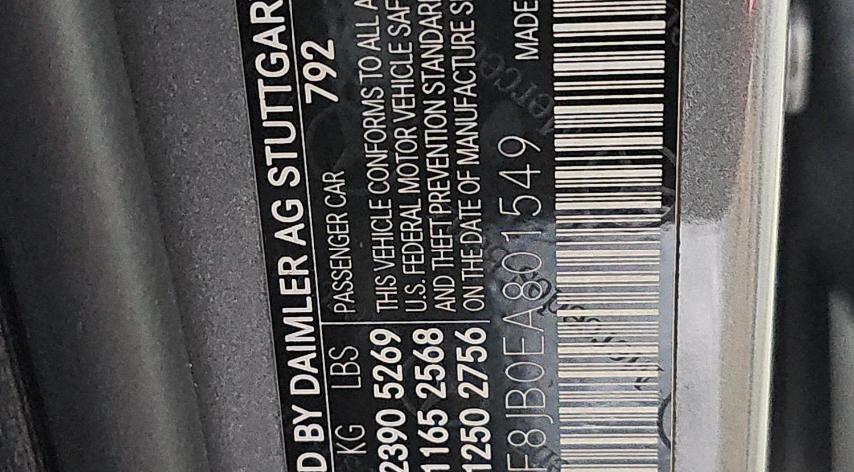 D BY DAIMLER AG STUTTGAR
792
KG LBS PASSENGER CAR
2390 5269 THIS VEHICLE CONFORMS TO ALL A
U.S. FEDERAL MOTOR VEHICLE SAF
1165 2568 AND THEFT PREVENTION STANDAR
1250 2756 ON THE DATE OF MANUFACTURE S
F8JB0EA801549 MADE